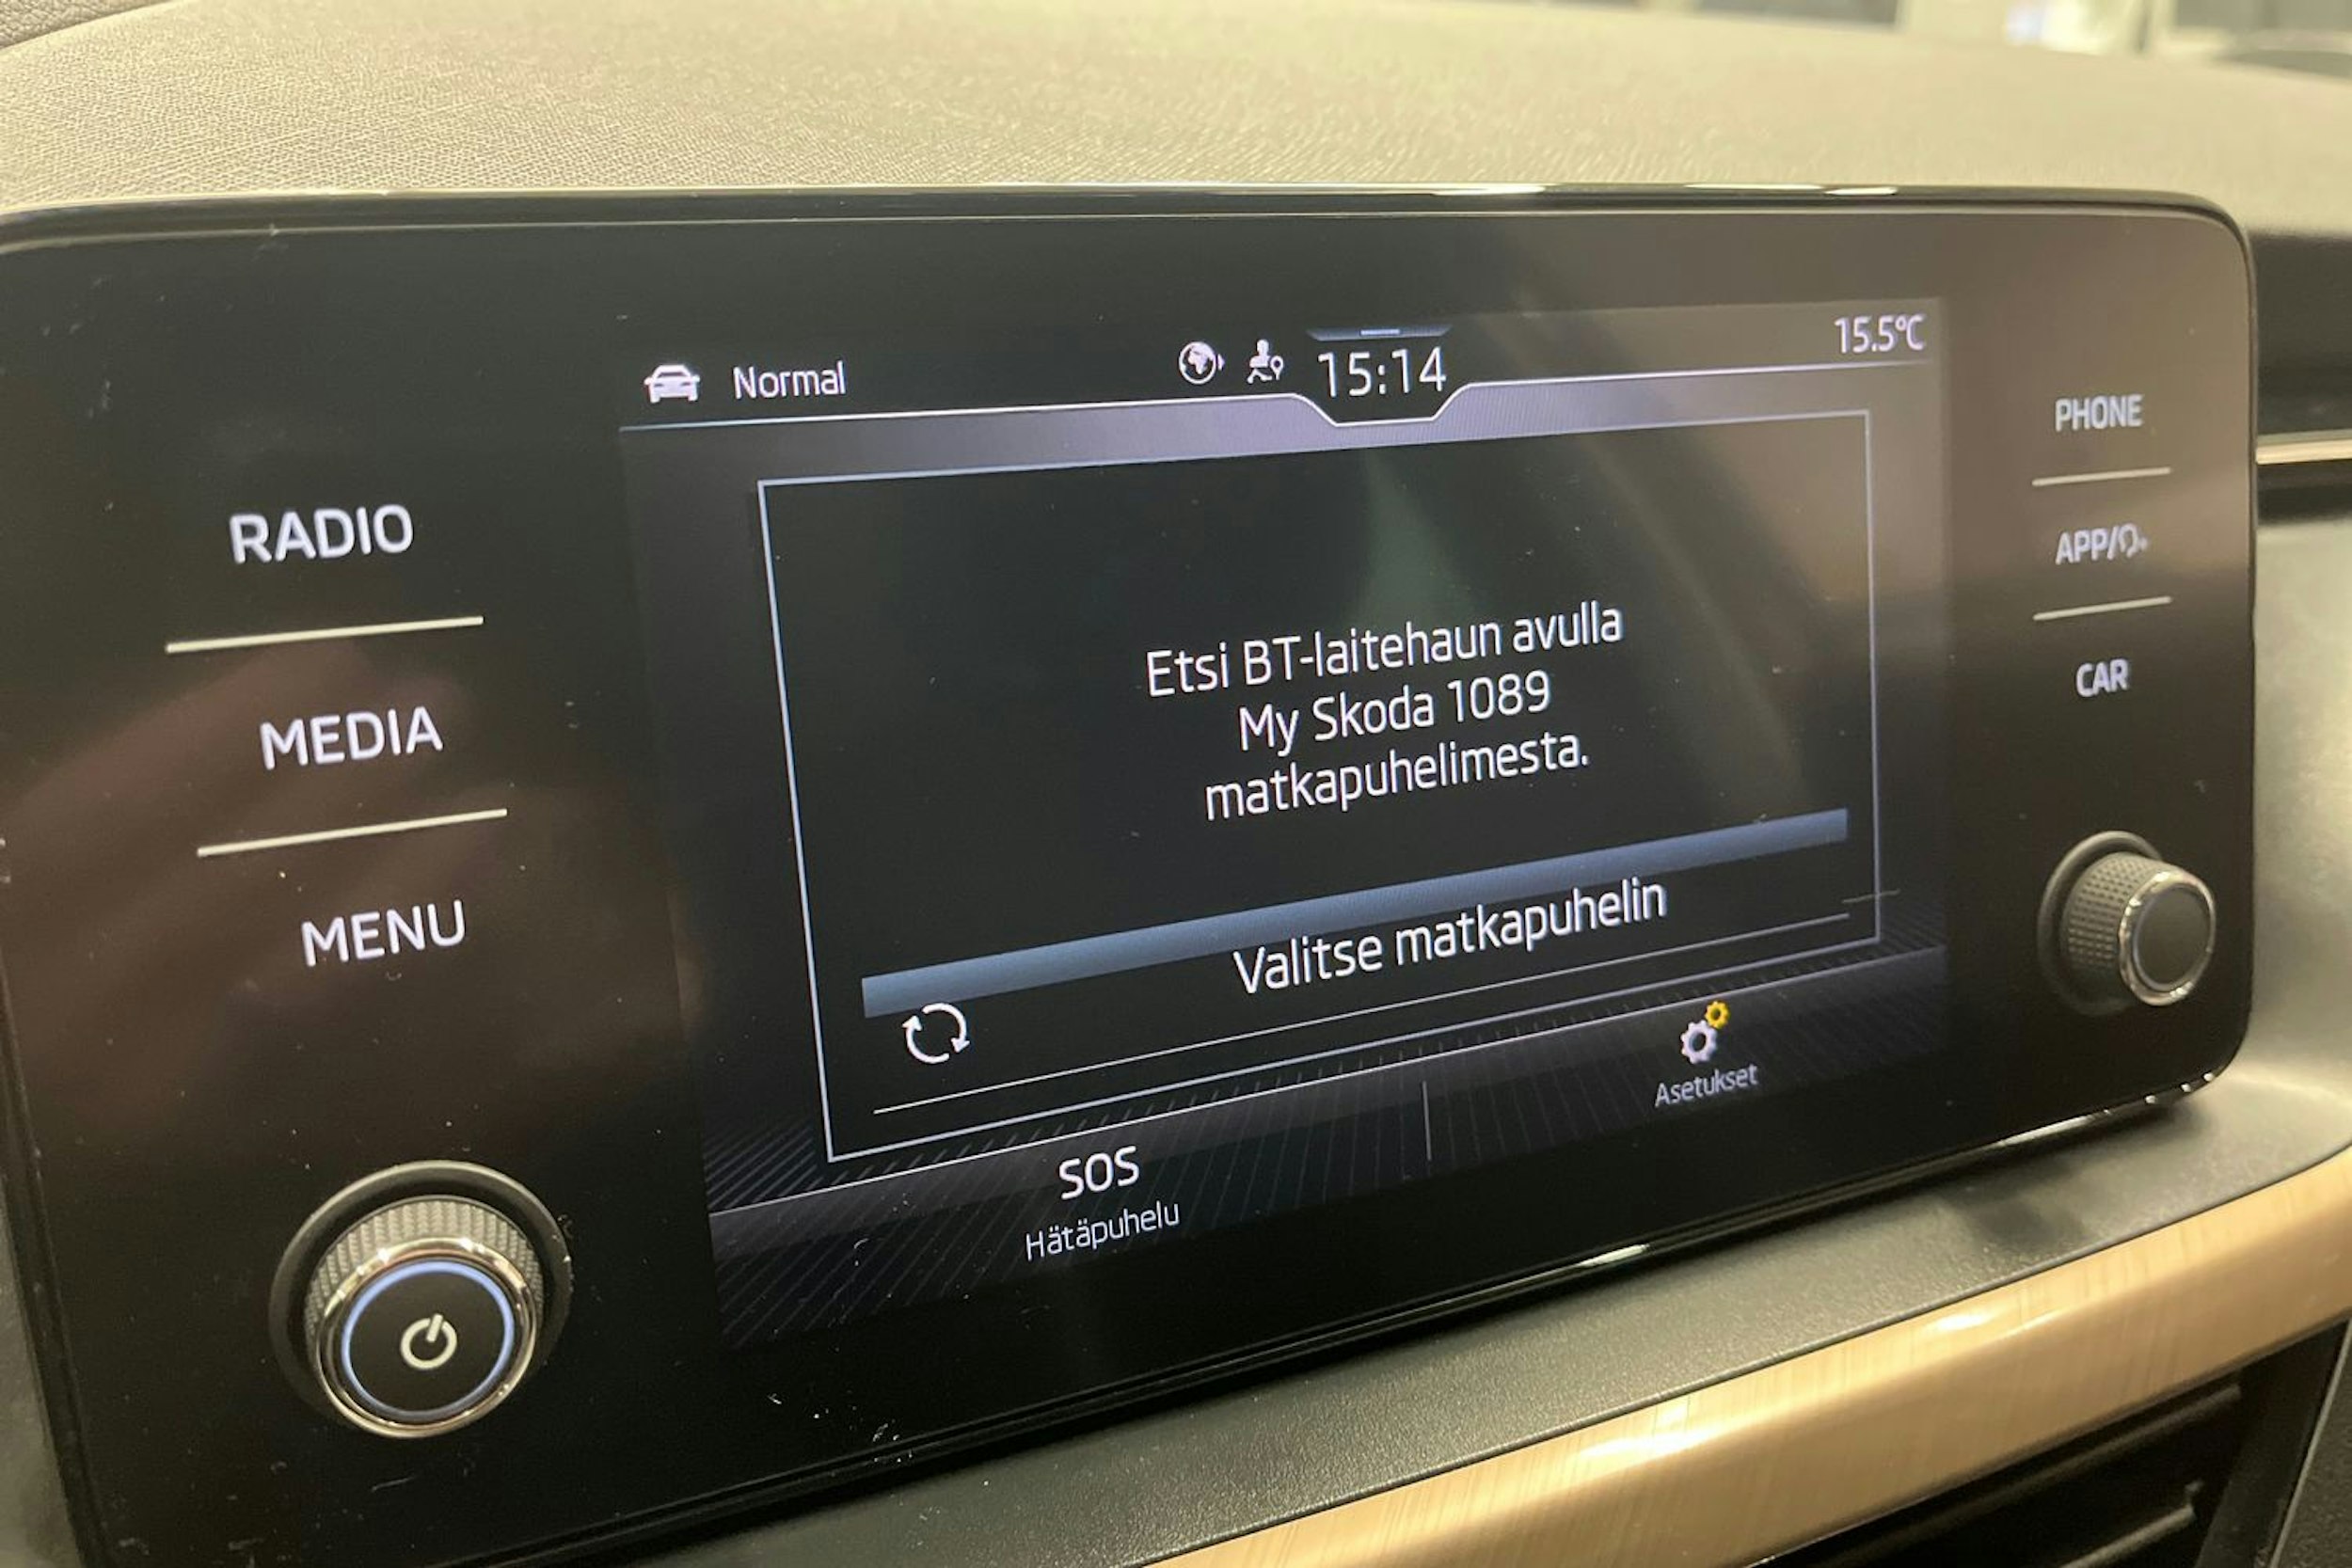 Normal
15:14
15.5°C
RADIO
MEDIA
MENU
Etsi BT-laitehaun avulla
My Skoda 1089
matkapuhelimesta.
Valitse matkapuhelin
SOS
Hätäpuhelu
Asetukset
PHONE
APP/
CAR